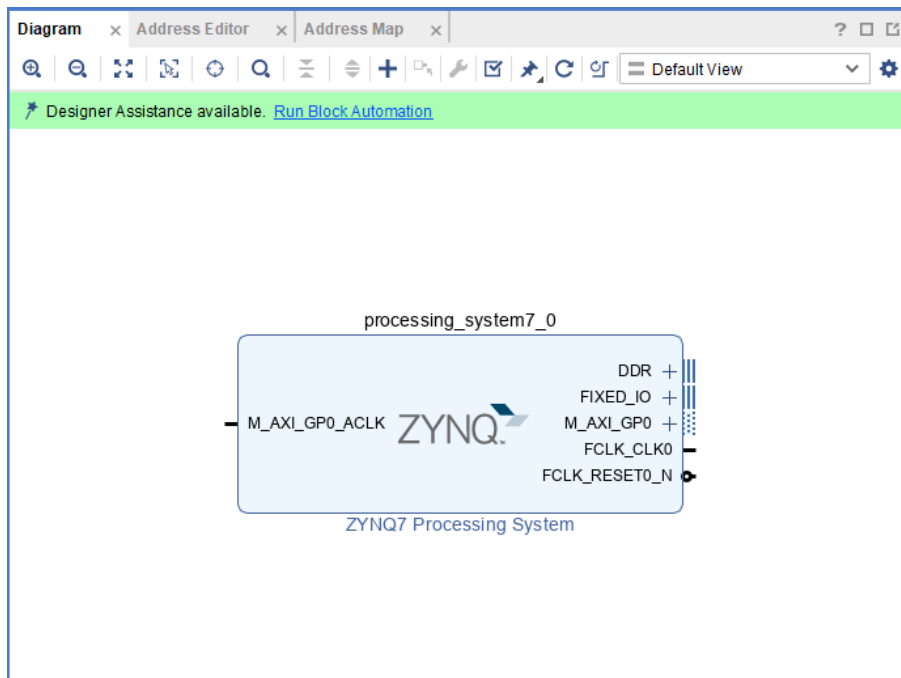 Diagram Address Editor Address Map ?
Default View
Designer Assistance available. Run Block Automation
processing_system7_0
DDR
FIXED_IO
M_AXI_GP0_ACLK ZYNQ™ M_AXI_GP0
FCLK_CLK0
FCLK_RESET0_N
ZYNQ7 Processing System